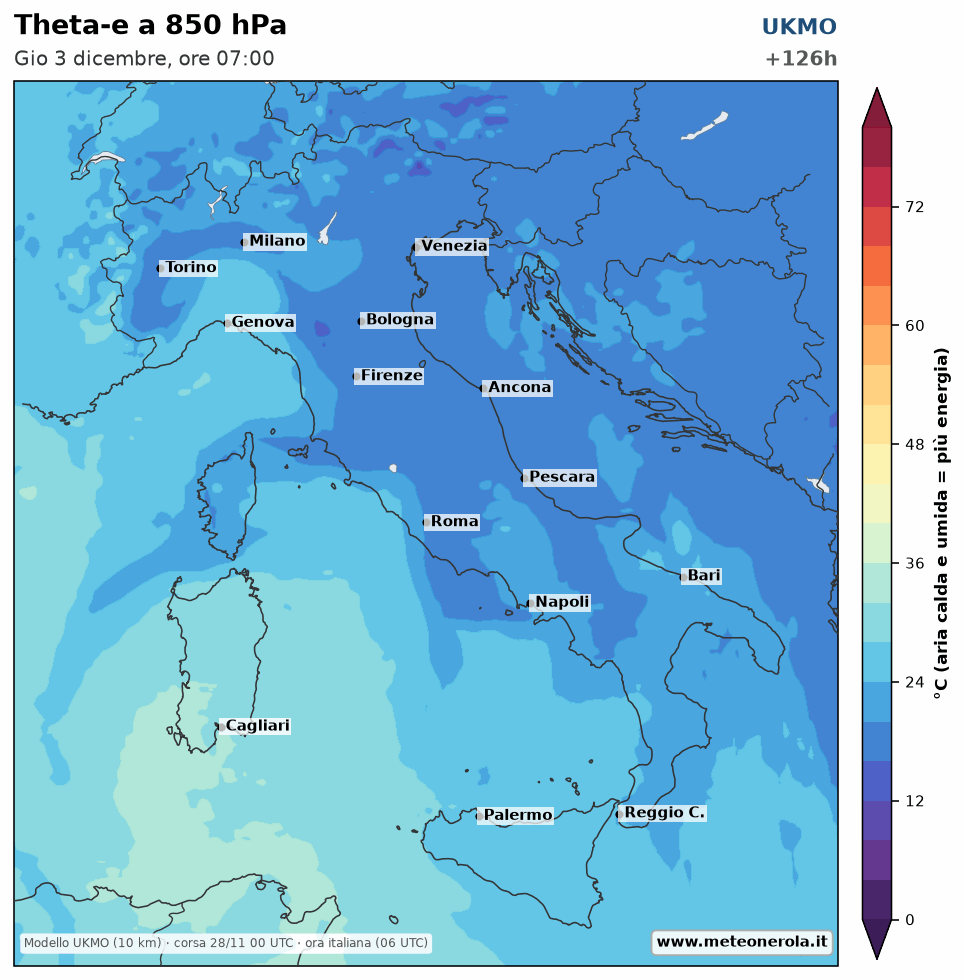 Theta-e a 850 hPa
UKMO
Gio 3 dicembre, ore 07:00
+126h
Milano
Venezia
Torino
Genova
Bologna
Firenze
Ancona
Pescara
Roma
Bari
Napoli
Cagliari
Palermo
Reggio C.
72
60
48
36
24
12
0
°C (aria calda e umida = più energia)
Modello UKMO (10 km) · corsa 28/11 00 UTC · ora italiana (06 UTC)
www.meteonerola.it